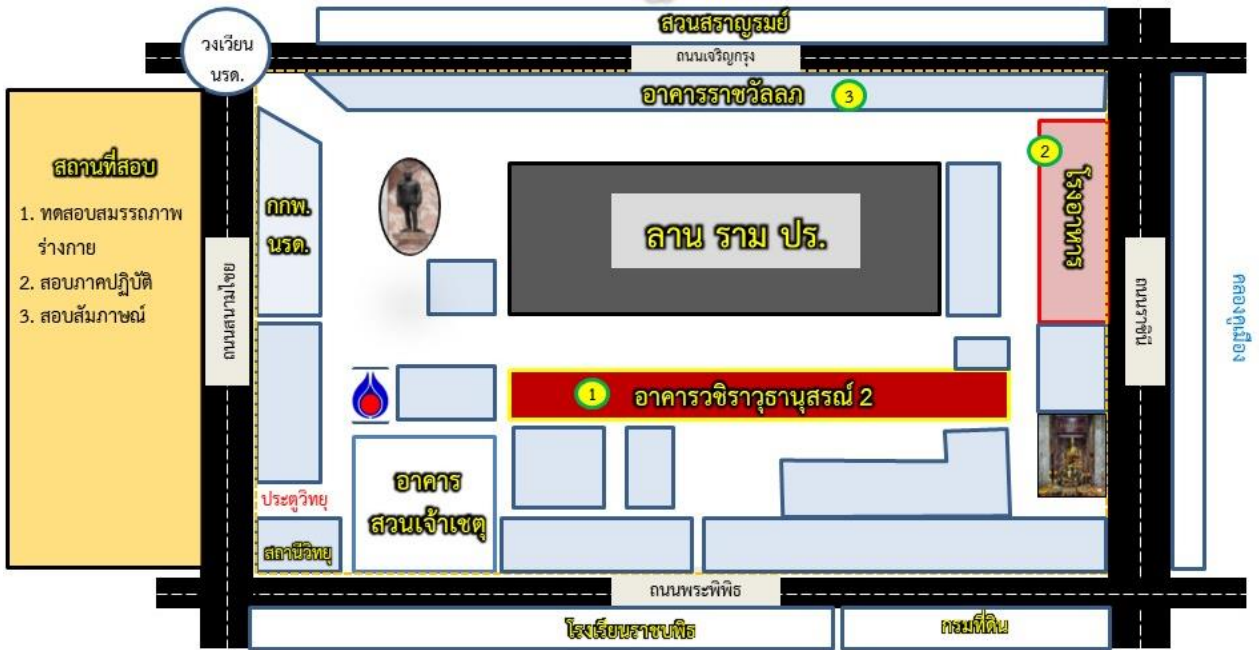 สวนสราญรมย์
วงเวียน
นรด.
ถนนเจริญกรุง
อาคารราชวัลลภ
3
สถานที่สอบ
1. ทดสอบสมรรถภาพ
ร่างกาย
2. สอบภาคปฏิบัติ
3. สอบสัมภาษณ์
ถนนสนามไชย
กกพ.
นรด.
ลาน ราม ปร.
2
โรงอาหาร
ถนนราชินี
คลองคูเมือง
1
อาคารวชิราวุธานุสรณ์ 2
อาคาร
สวนเจ้าเชตุ
ประตูวิทยุ
สถานีวิทยุ
ถนนพระพิพิธ
โรงเรียนราชบพิธ
กรมที่ดิน